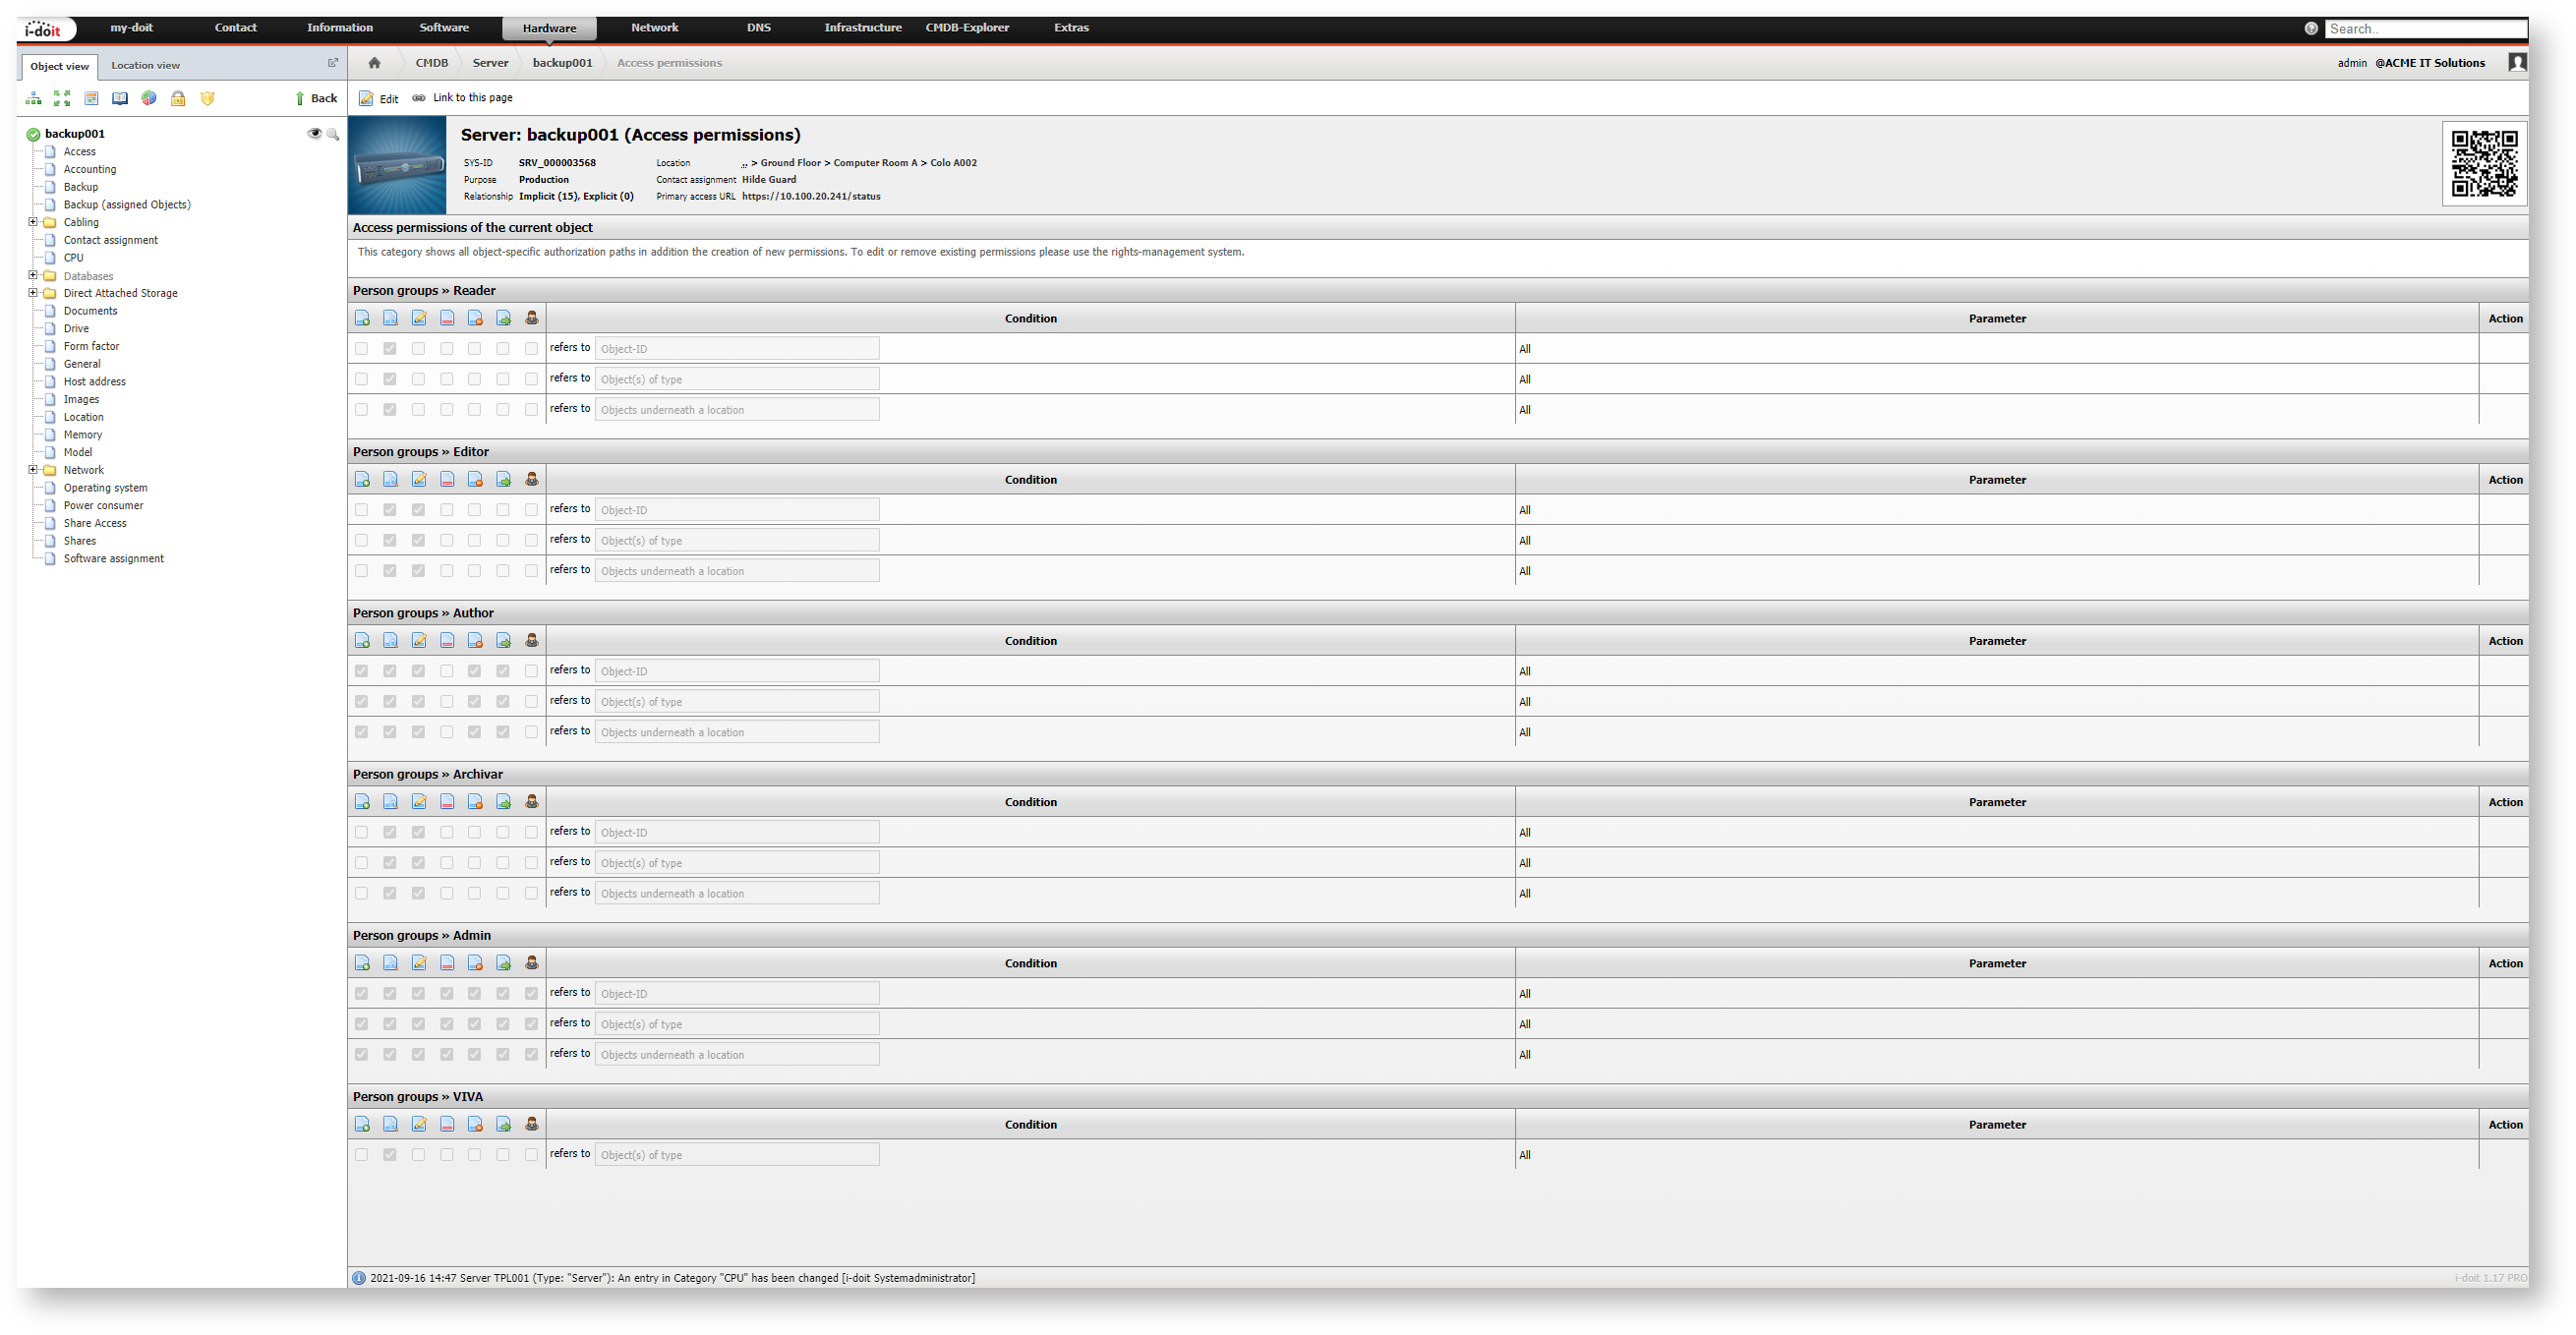 i-doit my-doit Contact Information Software Hardware Network DNS Infrastructure CMDB-Explorer Extras Search..
Object view Location view CMDB Server backup001 Access permissions admin @ACME IT Solutions
Back Edit Link to this page
backup001
Access
Accounting
Backup
Backup (assigned Objects)
Cabling
Contact assignment
CPU
Databases
Direct Attached Storage
Documents
Drive
Form factor
General
Host address
Images
Location
Memory
Model
Network
Operating system
Power consumer
Share Access
Shares
Software assignment
Server: backup001 (Access permissions)
SYS-ID SRV_000003568 Location .. > Ground Floor > Computer Room A > Colo A002
Purpose Production Contact assignment Hilde Guard
Relationship Implicit (15), Explicit (0) Primary access URL https://10.100.20.241/status
Access permissions of the current object
This category shows all object-specific authorization paths in addition the creation of new permissions. To edit or remove existing permissions please use the rights-management system.
Person groups » Reader
Condition Parameter Action
refers to Object-ID All
refers to Object(s) of type All
refers to Objects underneath a location All
Person groups » Editor
Condition Parameter Action
refers to Object-ID All
refers to Object(s) of type All
refers to Objects underneath a location All
Person groups » Author
Condition Parameter Action
refers to Object-ID All
refers to Object(s) of type All
refers to Objects underneath a location All
Person groups » Archivar
Condition Parameter Action
refers to Object-ID All
refers to Object(s) of type All
refers to Objects underneath a location All
Person groups » Admin
Condition Parameter Action
refers to Object-ID All
refers to Object(s) of type All
refers to Objects underneath a location All
Person groups » VIVA
Condition Parameter Action
refers to Object(s) of type All
2021-09-16 14:47 Server TPL001 (Type: "Server"): An entry in Category "CPU" has been changed [i-doit Systemadministrator] i-doit 1.17 PRO